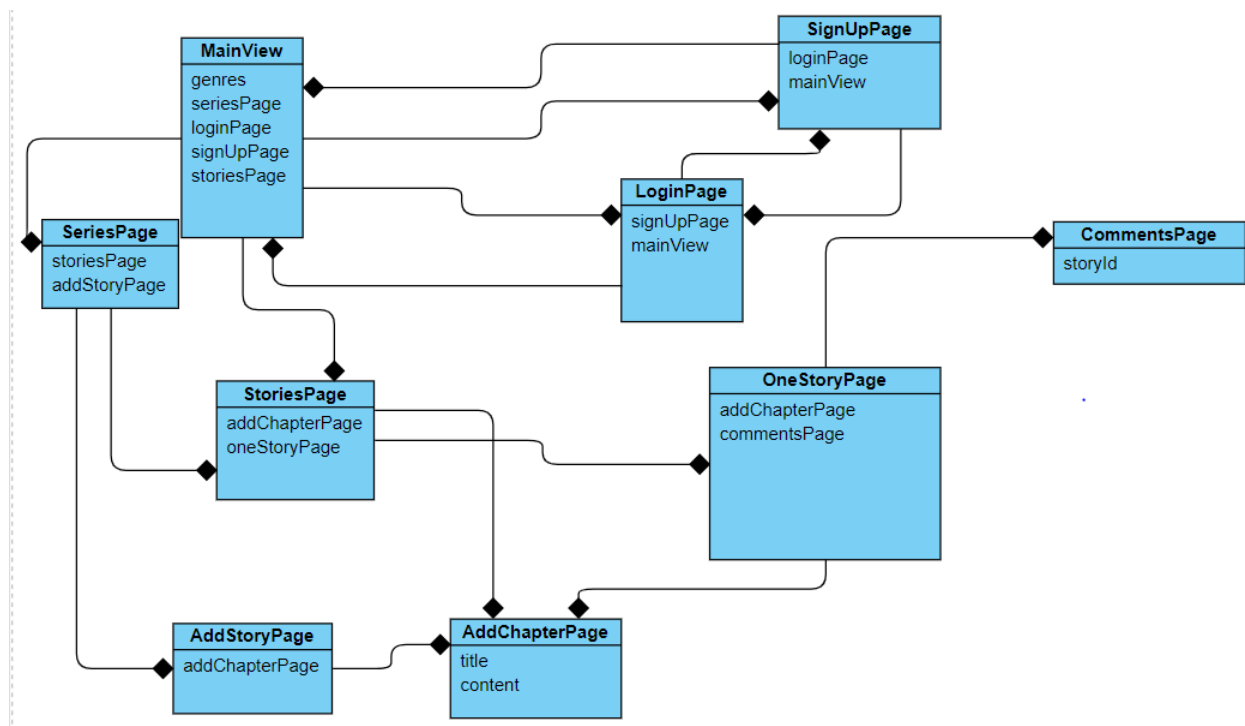 MainView
genres
seriesPage
loginPage
signUpPage
storiesPage
SignUpPage
loginPage
mainView
LoginPage
signUpPage
mainView
SeriesPage
storiesPage
addStoryPage
CommentsPage
storyId
StoriesPage
addChapterPage
oneStoryPage
OneStoryPage
addChapterPage
commentsPage
AddStoryPage
addChapterPage
AddChapterPage
title
content